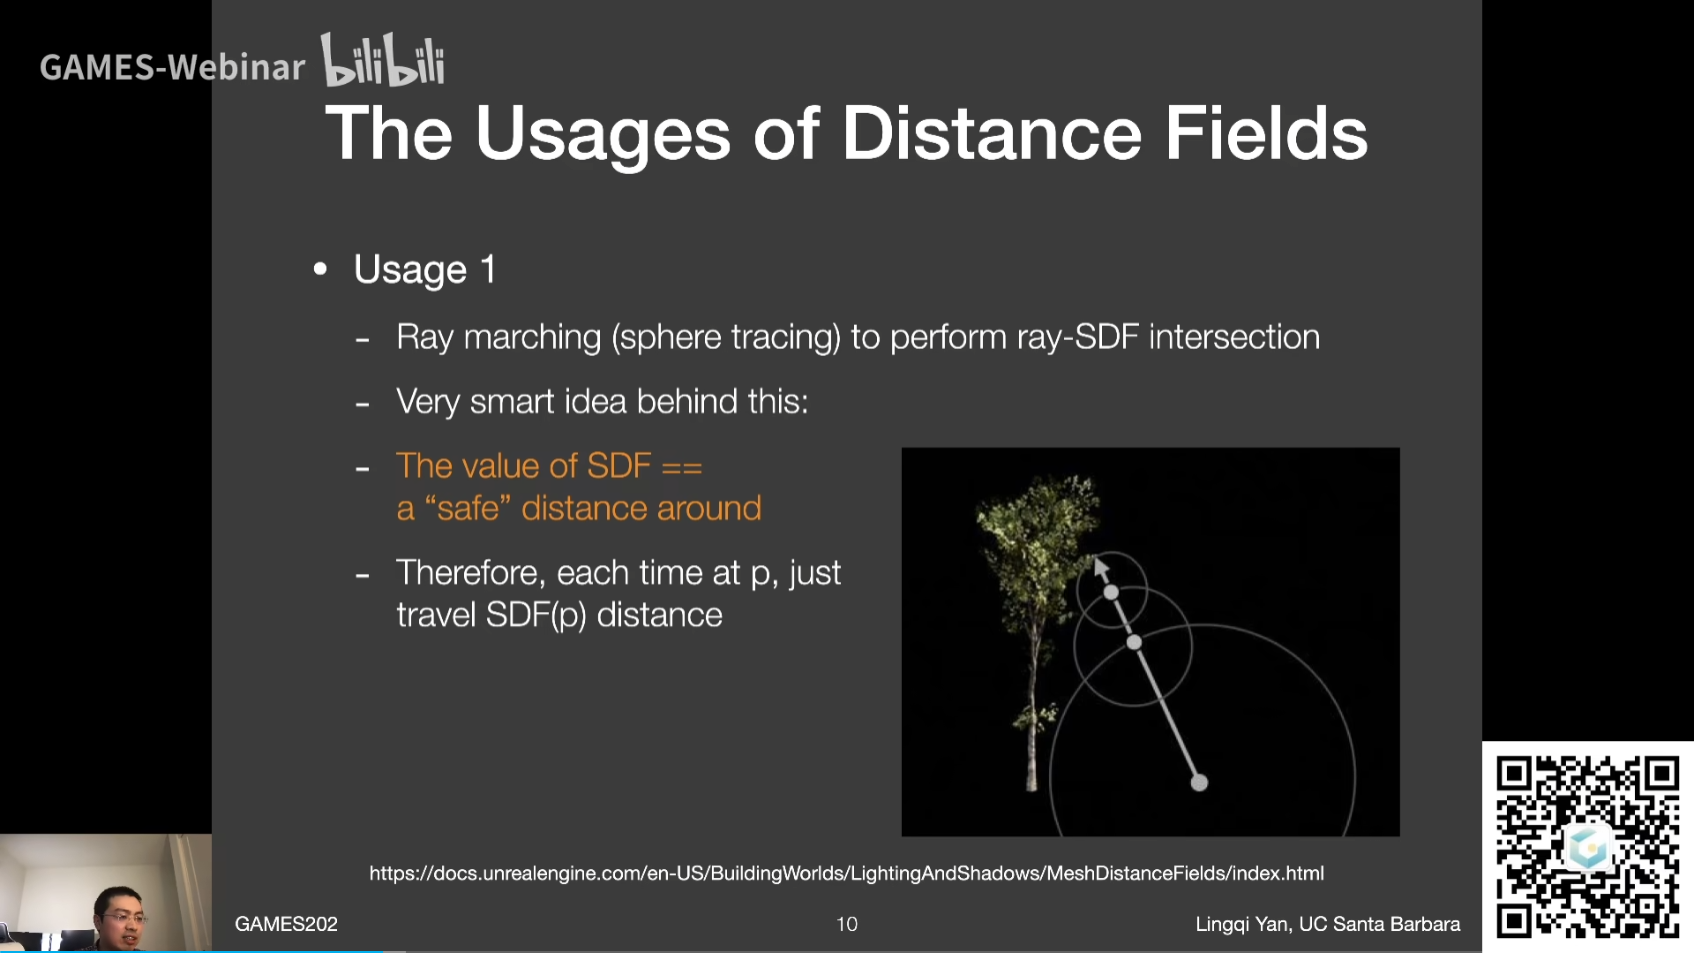 GAMES-Webinar bilibili
The Usages of Distance Fields
• Usage 1
- Ray marching (sphere tracing) to perform ray-SDF intersection
- Very smart idea behind this:
- The value of SDF ==
a “safe” distance around
- Therefore, each time at p, just
travel SDF(p) distance
https://docs.unrealengine.com/en-US/BuildingWorlds/LightingAndShadows/MeshDistanceFields/index.html
GAMES202
10
Lingqi Yan, UC Santa Barbara